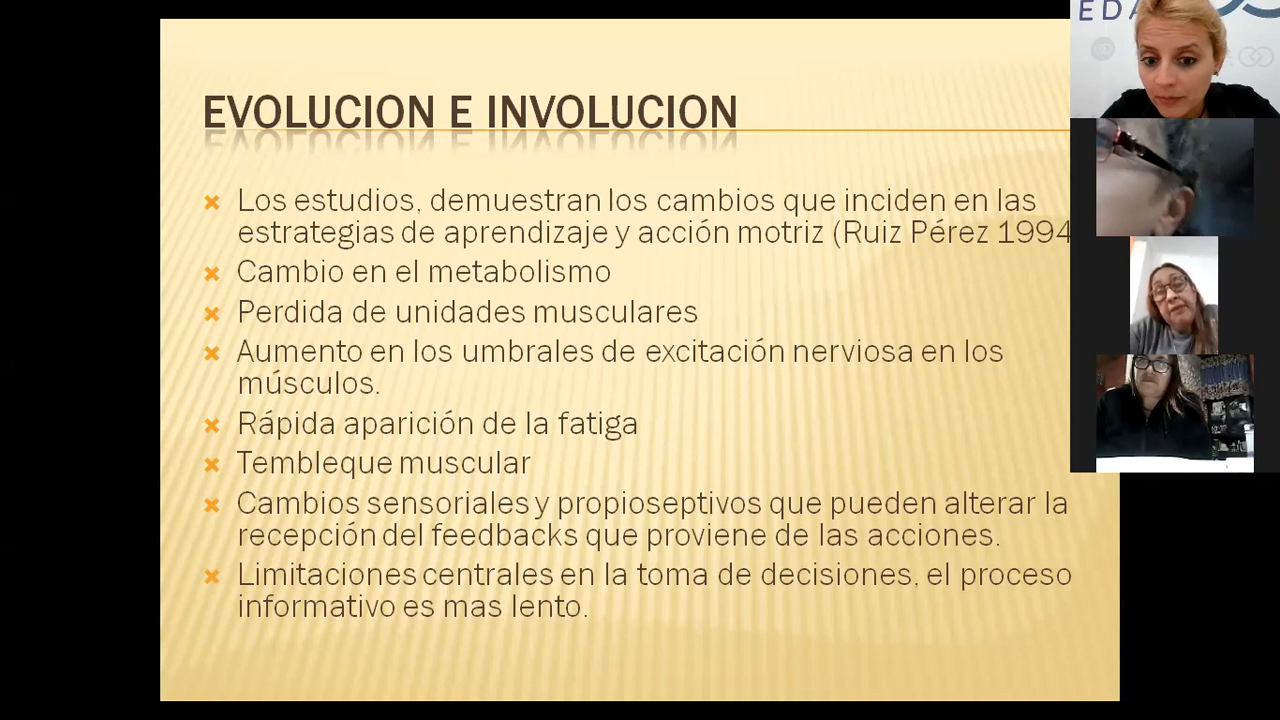 EDA
EVOLUCION E INVOLUCION
Los estudios, demuestran los cambios que inciden en las
estrategias de aprendizaje y acción motriz (Ruiz Pérez 1994
Cambio en el metabolismo
Perdida de unidades musculares
Aumento en los umbrales de excitación nerviosa en los
músculos.
Rápida aparición de la fatiga
Tembleque muscular
Cambios sensoriales y propioseptivos que pueden alterar la
recepción del feedbacks que proviene de las acciones.
Limitaciones centrales en la toma de decisiones, el proceso
informativo es mas lento.